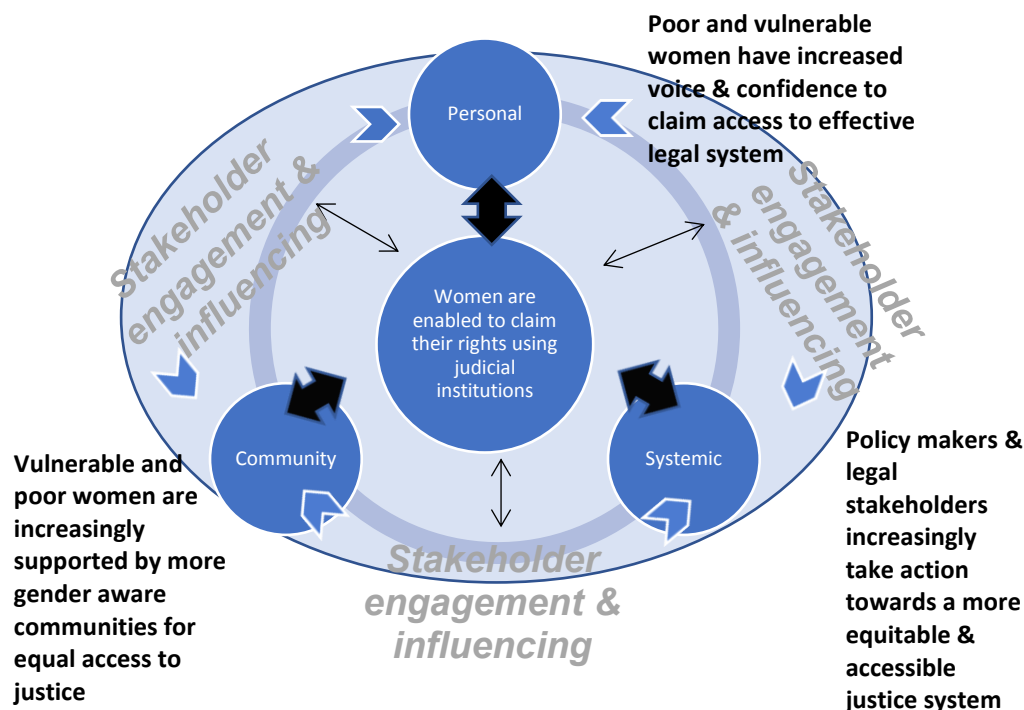 Poor and vulnerable
women have increased
voice & confidence to
claim access to effective
legal system
Personal
Stakeholder
engagement &
influencing
Stakeholder
engagement
& influencing
Women are
enabled to claim
their rights using
judicial
institutions
Community
Systemic
Vulnerable and
poor women are
increasingly
supported by more
gender aware
communities for
equal access to
justice
Policy makers &
legal
stakeholders
increasingly
take action
towards a more
equitable &
accessible
justice system
Stakeholder
engagement &
influencing